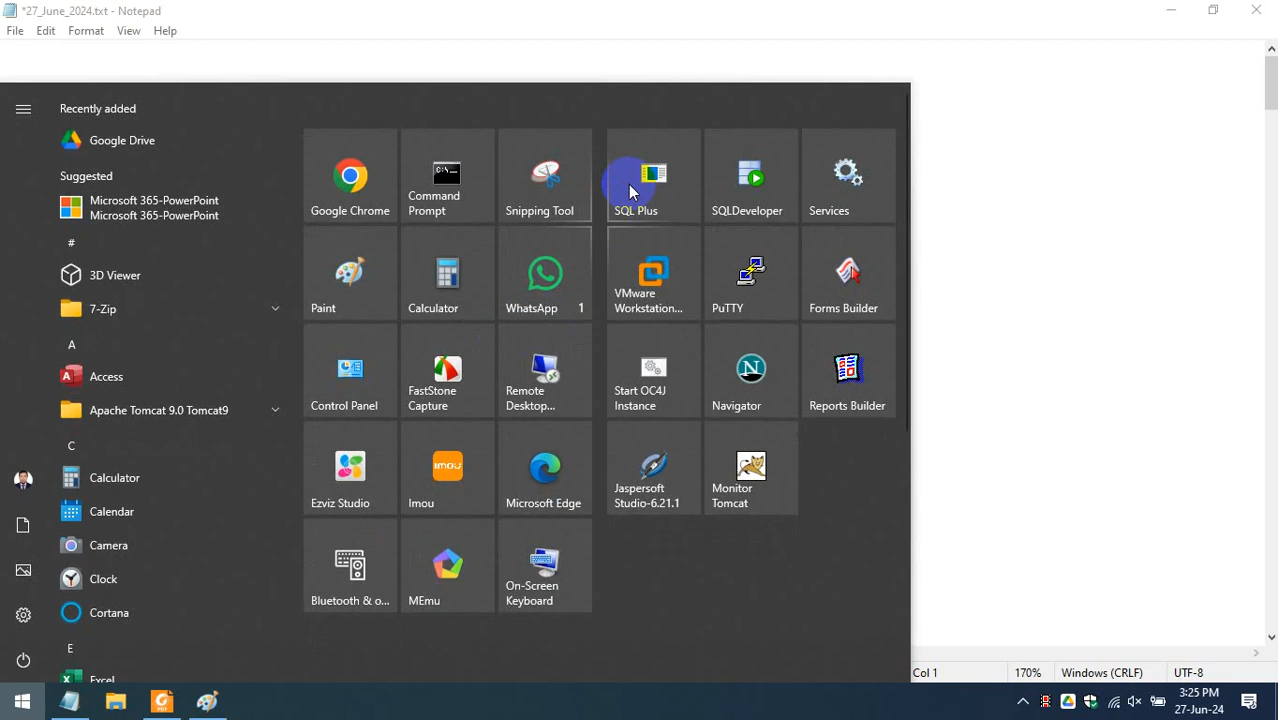 *27_June_2024.txt - Notepad
File Edit Format View Help
Recently added
Google Drive
Suggested
Microsoft 365-PowerPoint
Microsoft 365-PowerPoint
#
3D Viewer
7-Zip
A
Access
Apache Tomcat 9.0 Tomcat9
C
Calculator
Calendar
Camera
Clock
Cortana
E
Excel
Google Chrome
Command
Prompt
Snipping Tool
SQL Plus
SQLDeveloper
Services
Paint
Calculator
WhatsApp 1
VMware
Workstation...
PuTTY
Forms Builder
Control Panel
FastStone
Capture
Remote
Desktop...
Start OC4J
Instance
Navigator
Reports Builder
Ezviz Studio
imou
Imou
Microsoft Edge
Jaspersoft
Studio-6.21.1
Monitor
Tomcat
Bluetooth & o...
MEmu
On-Screen
Keyboard
Col 1 170% Windows (CRLF) UTF-8
3:25 PM
27-Jun-24